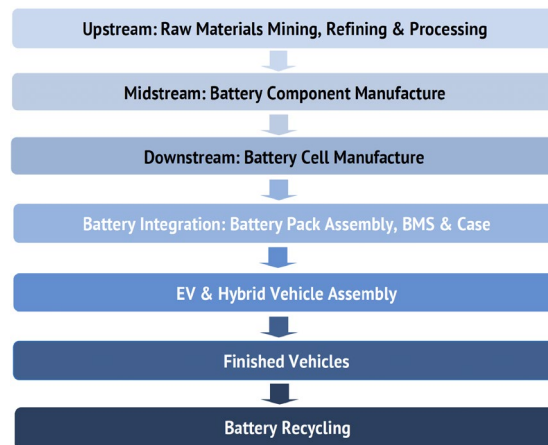 Upstream: Raw Materials Mining, Refining & Processing
Midstream: Battery Component Manufacture
Downstream: Battery Cell Manufacture
Battery Integration: Battery Pack Assembly, BMS & Case
EV & Hybrid Vehicle Assembly
Finished Vehicles
Battery Recycling